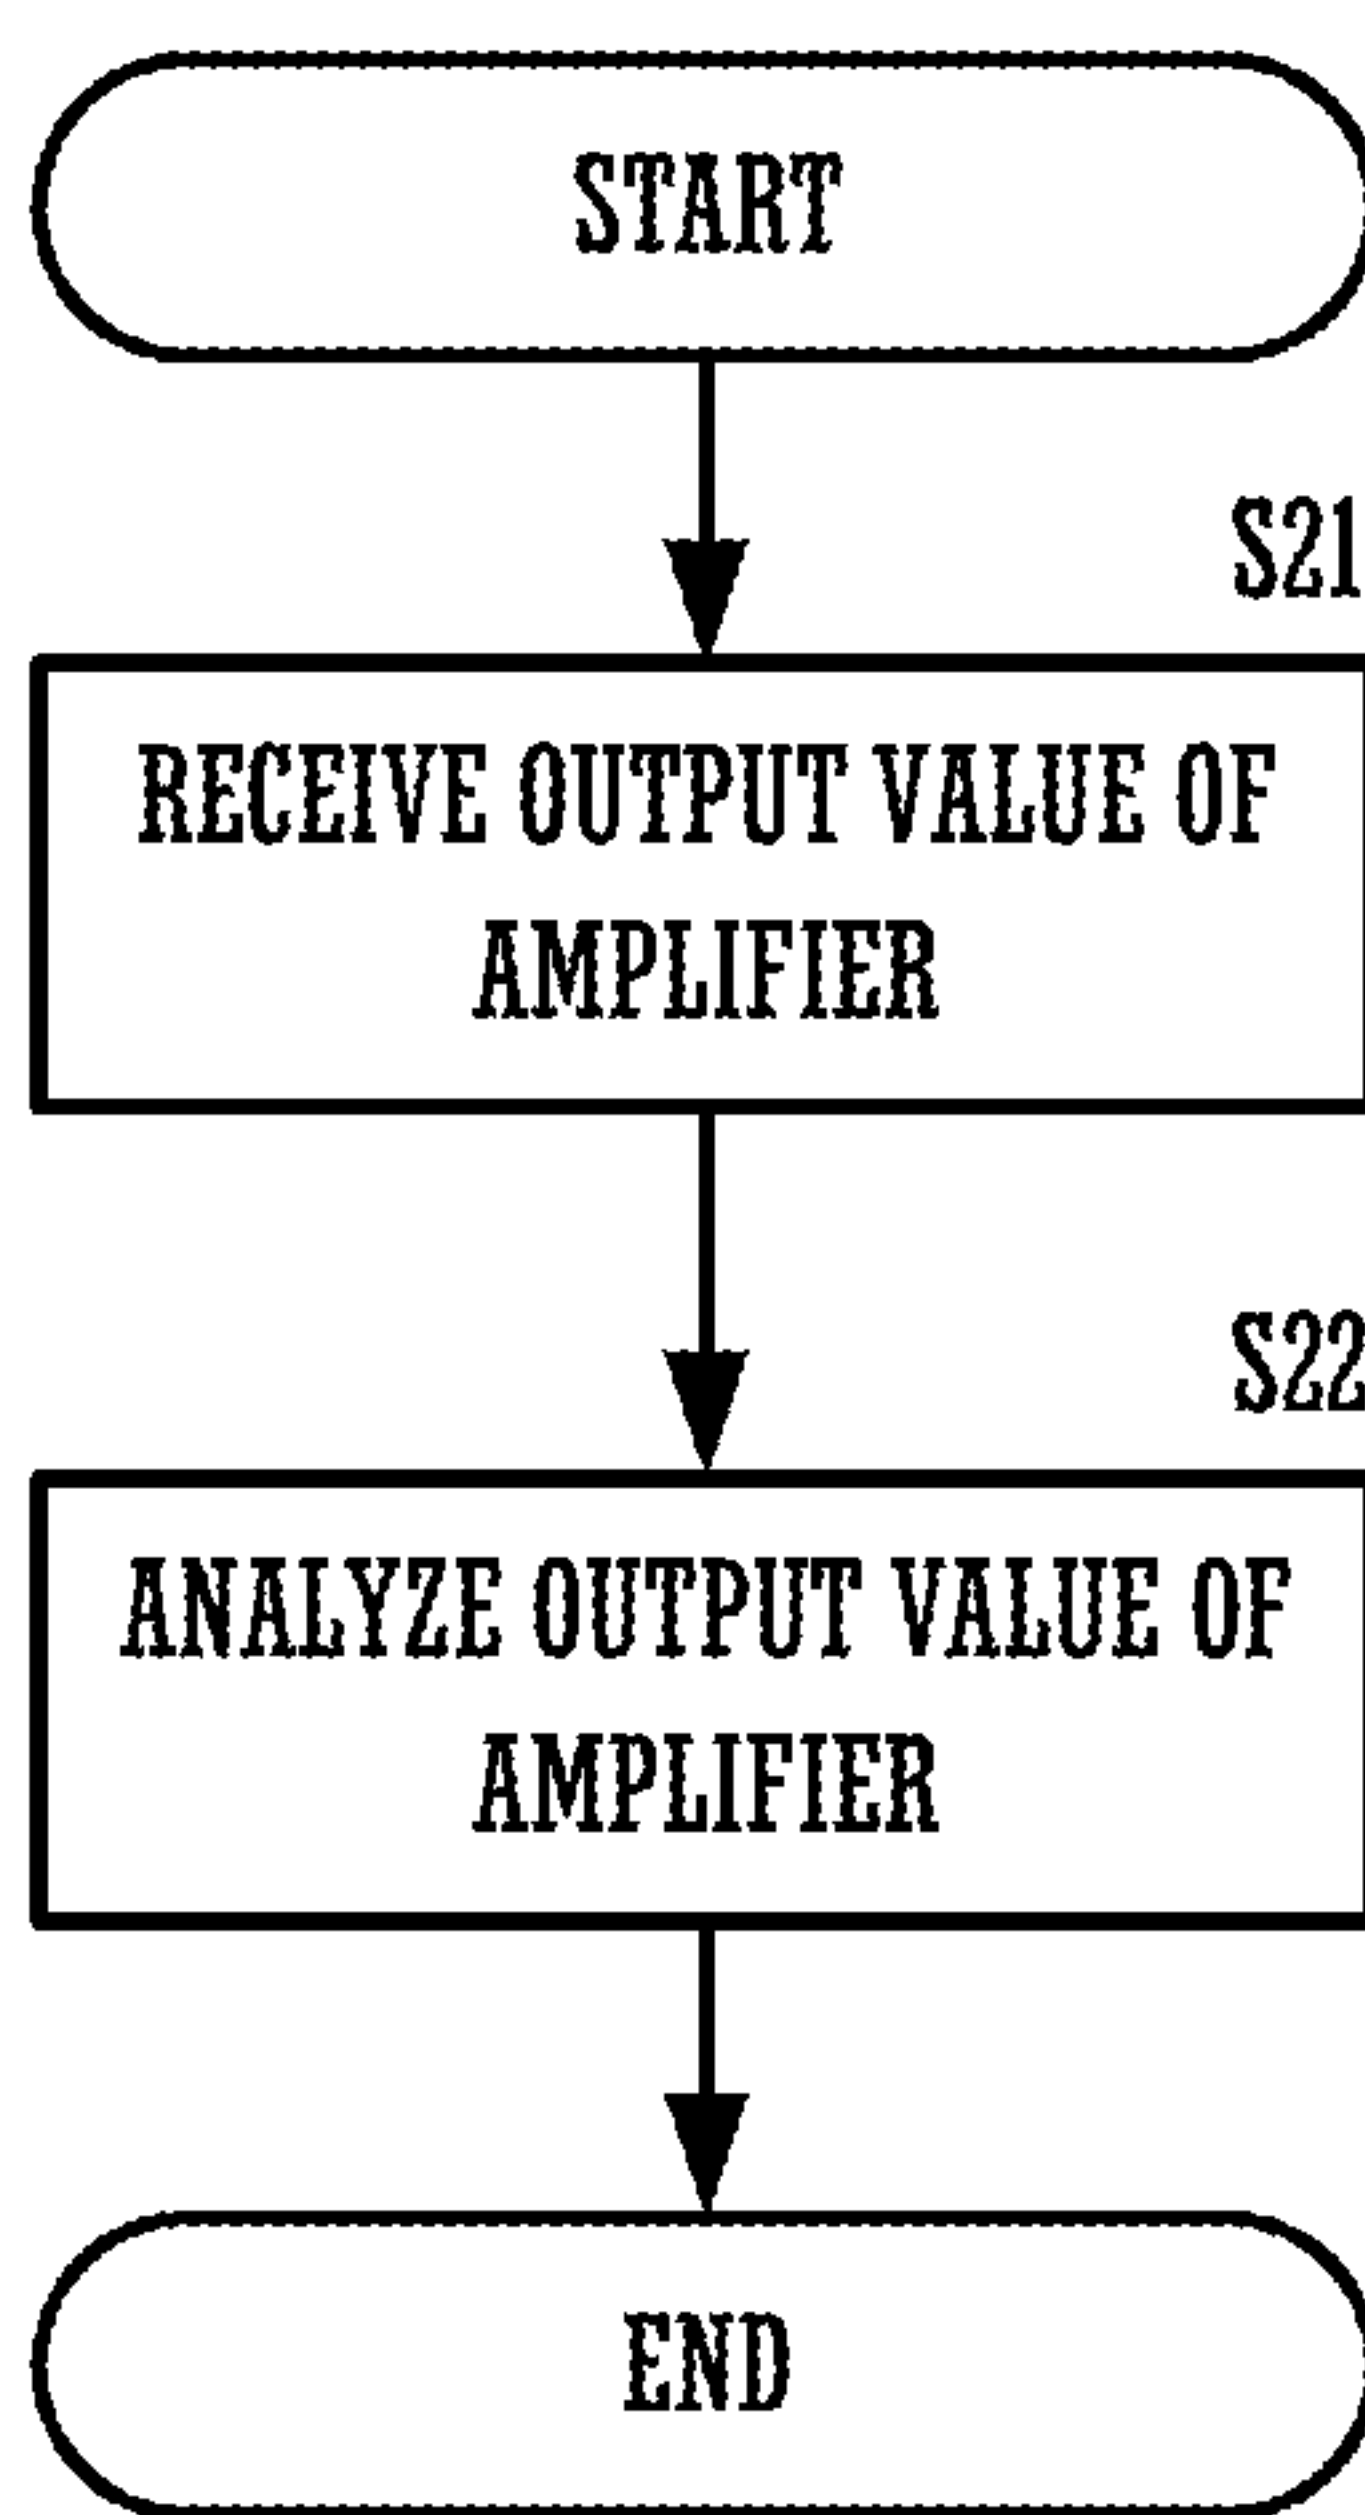 START
S21
RECEIVE OUTPUT VALUE OF
AMPLIFIER
S22
ANALYZE OUTPUT VALUE OF
AMPLIFIER
END